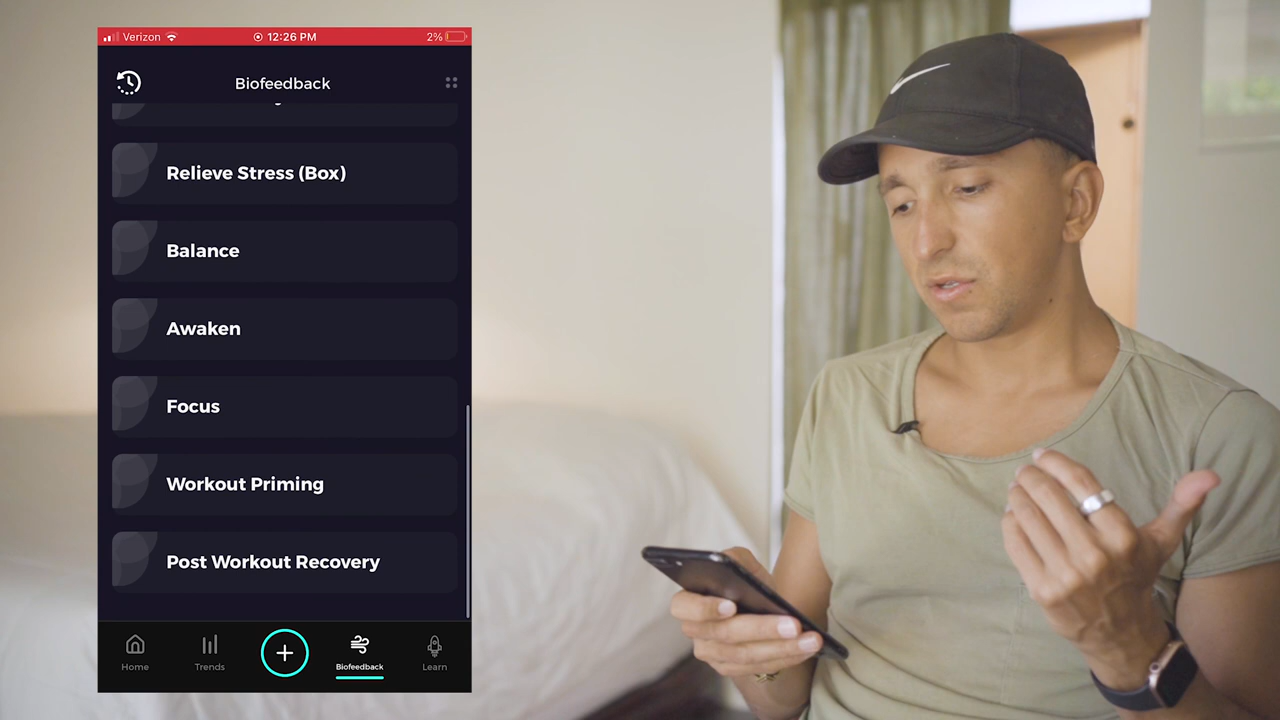 Verizon 12:26 PM 2%
Biofeedback
Relieve Stress (Box)
Balance
Awaken
Focus
Workout Priming
Post Workout Recovery
Home Trends Biofeedback Learn